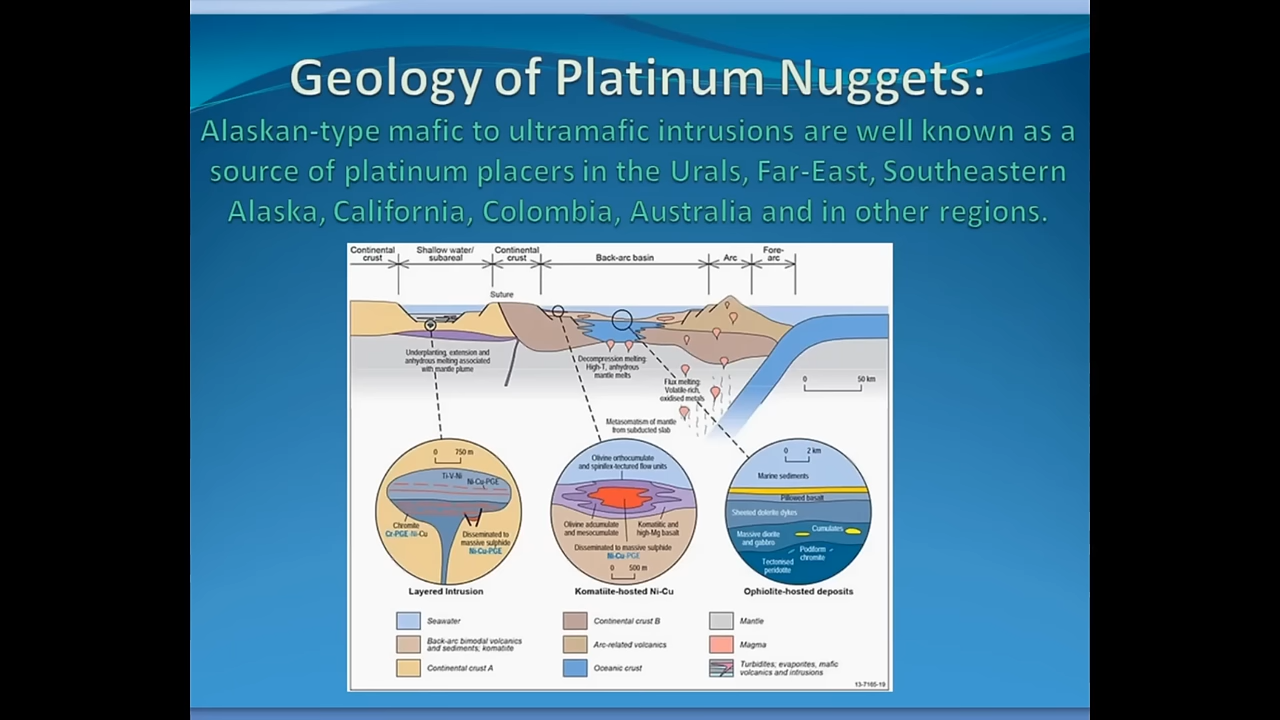 Geology of Platinum Nuggets:
Alaskan-type mafic to ultramafic intrusions are well known as a
source of platinum placers in the Urals, Far-East, Southeastern
Alaska, California, Colombia, Australia and in other regions.
Continental
crust
Shallow water/
subareal
Continental
crust
Back-arc basin
Arc
Fore-
arc
Suture
Underplanting, extension and
anhydrous melting associated
with mantle plume
Decompression melting:
High-T, anhydrous
mantle melts
Flux melting:
Volatile-rich,
oxidised metals
Metasomatism of mantle
from subducted slab
0 50 km
0 750 m
Ti-V-Ni
Ni-Cu-PGE
Chromite
Cr-PGE-Ni-Cu
Disseminated to
massive sulphide
Ni-Cu-PGE
Layered Intrusion
Olivine orthocumulate
and spinifex-textured flow units
Olivine adcumulate
and mesocumulate
Komatiitic and
high-Mg basalt
Disseminated to massive sulphide
Ni-Cu-PGE
0 500 m
Komatiite-hosted Ni-Cu
0 2 km
Marine sediments
Pillowed basalt
Sheeted dolerite dykes
Massive diorite
and gabbro
Cumulates
Podiform
chromite
Tectonised
peridotite
Ophiolite-hosted deposits
Seawater
Continental crust B
Mantle
Back-arc bimodal volcanics
and sediments; komatite
Arc-related volcanics
Magma
Continental crust A
Oceanic crust
Turbidites; evaporites, mafic
volcanics and intrusions
13-7165-19